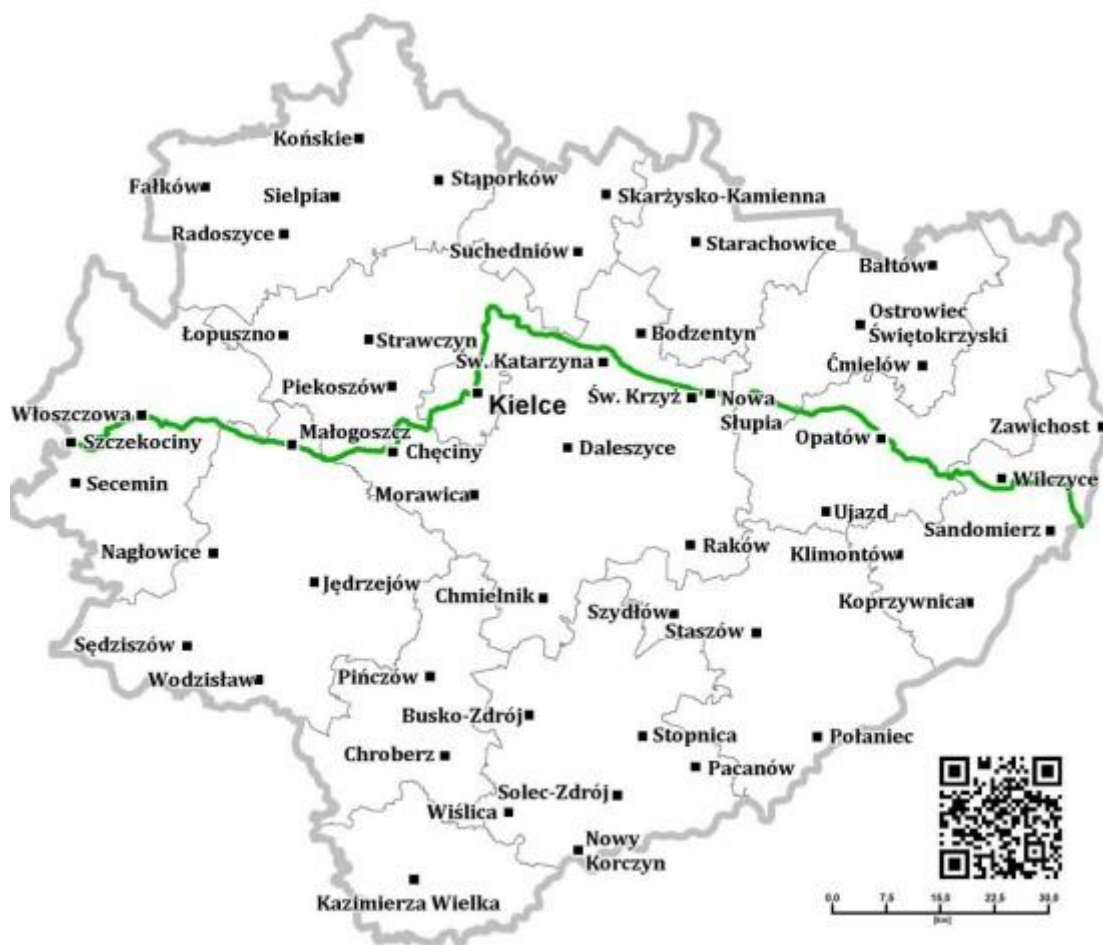 Końskie
Fałków
Sielpia
Stąporków
Skarżysko-Kamienna
Radoszyce
Suchedniów
Starachowice
Bałtów
Łopuszno
Strawczyn
Bodzentyn
Ostrowiec
Świętokrzyski
Św. Katarzyna
Ćmielów
Piekoszów
Kielce
Św. Krzyż
Nowa
Słupia
Włoszczowa
Szczekociny
Małogoszcz
Chęciny
Daleszyce
Opatów
Zawichost
Secemin
Morawica
Wilczyce
Ujazd
Sandomierz
Nagłowice
Raków
Klimontów
Jędrzejów
Chmielnik
Szydłów
Staszów
Koprzywnica
Sędziszów
Wodzisław
Pińczów
Busko-Zdrój
Stopnica
Połaniec
Chroberz
Pacanów
Solec-Zdrój
Wiślica
Nowy
Korczyn
Kazimierza Wielka
0,0 7,5 15,0 22,5 30,0
[km]